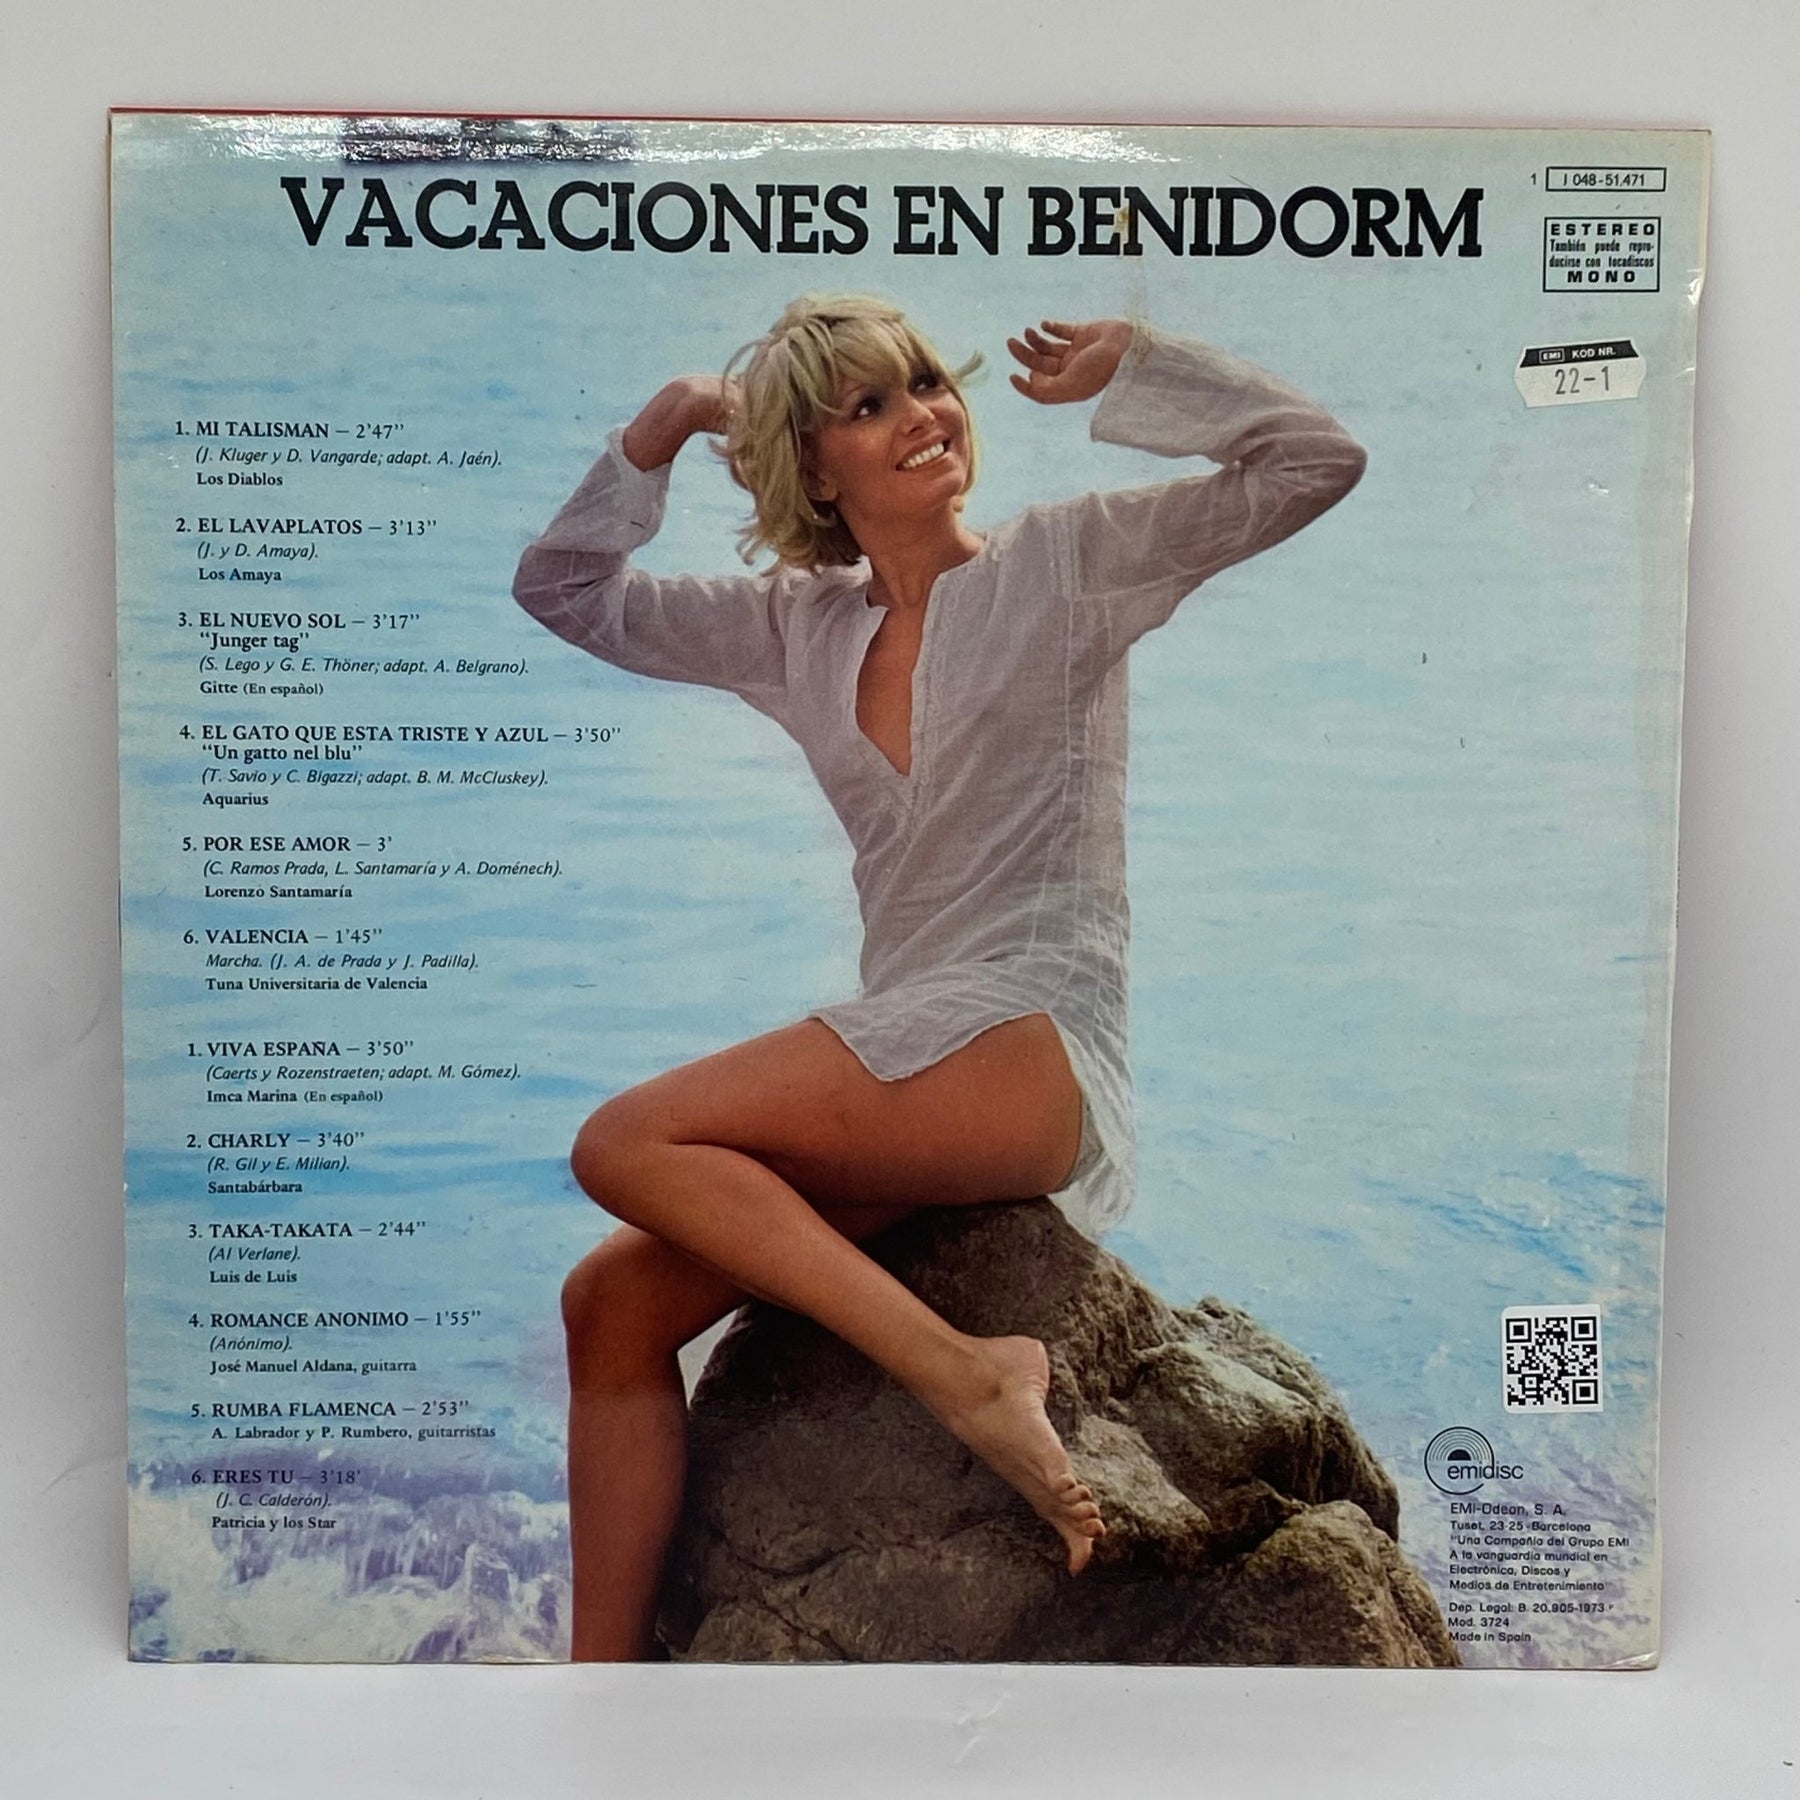 VACACIONES EN BENIDORM
1 J 048-51.471
ESTEREO
También puede repro-
ducirse con tocadiscos
MONO
EMI KOD NR.
22-1
1. MI TALISMAN – 2'47"
(J. Kluger y D. Vangarde; adapt. A. Jaén).
Los Diablos
2. EL LAVAPLATOS – 3'13"
(J. y D. Amaya).
Los Amaya
3. EL NUEVO SOL – 3'17"
"Junger tag"
(S. Lego y G. E. Thöner; adapt. A. Belgrano).
Gitte (En español)
4. EL GATO QUE ESTA TRISTE Y AZUL – 3'50"
"Un gatto nel blu"
(T. Savio y C. Bigazzi; adapt. B. M. McCluskey).
Aquarius
5. POR ESE AMOR – 3'
(C. Ramos Prada, L. Santamaría y A. Doménech).
Lorenzo Santamaría
6. VALENCIA – 1'45"
Marcha. (J. A. de Prada y J. Padilla).
Tuna Universitaria de Valencia
1. VIVA ESPAÑA – 3'50"
(Caerts y Rozenstraeten; adapt. M. Gómez).
Imca Marina (En español)
2. CHARLY – 3'40"
(R. Gil y E. Milian).
Santabárbara
3. TAKA-TAKATA – 2'44"
(Al Verlane).
Luis de Luis
4. ROMANCE ANONIMO – 1'55"
(Anónimo).
José Manuel Aldana, guitarra
5. RUMBA FLAMENCA – 2'53"
A. Labrador y P. Rumbero, guitarristas
6. ERES TU – 3'18'
(J. C. Calderón).
Patricia y los Star
emidisc
EMI-Odeon, S. A.
Tuset, 23-25-Barcelona
"Una Compañía del Grupo EMI
A la vanguardia mundial en
Electrónica, Discos y
Medios de Entretenimiento"
Dep. Legal: B. 20.905-1973 P
Mod. 3724
Made in Spain